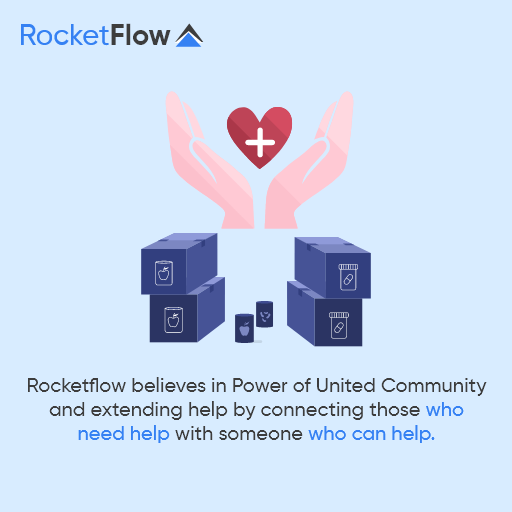 RocketFlow
Rocketflow believes in Power of United Community
and extending help by connecting those who
need help with someone who can help.